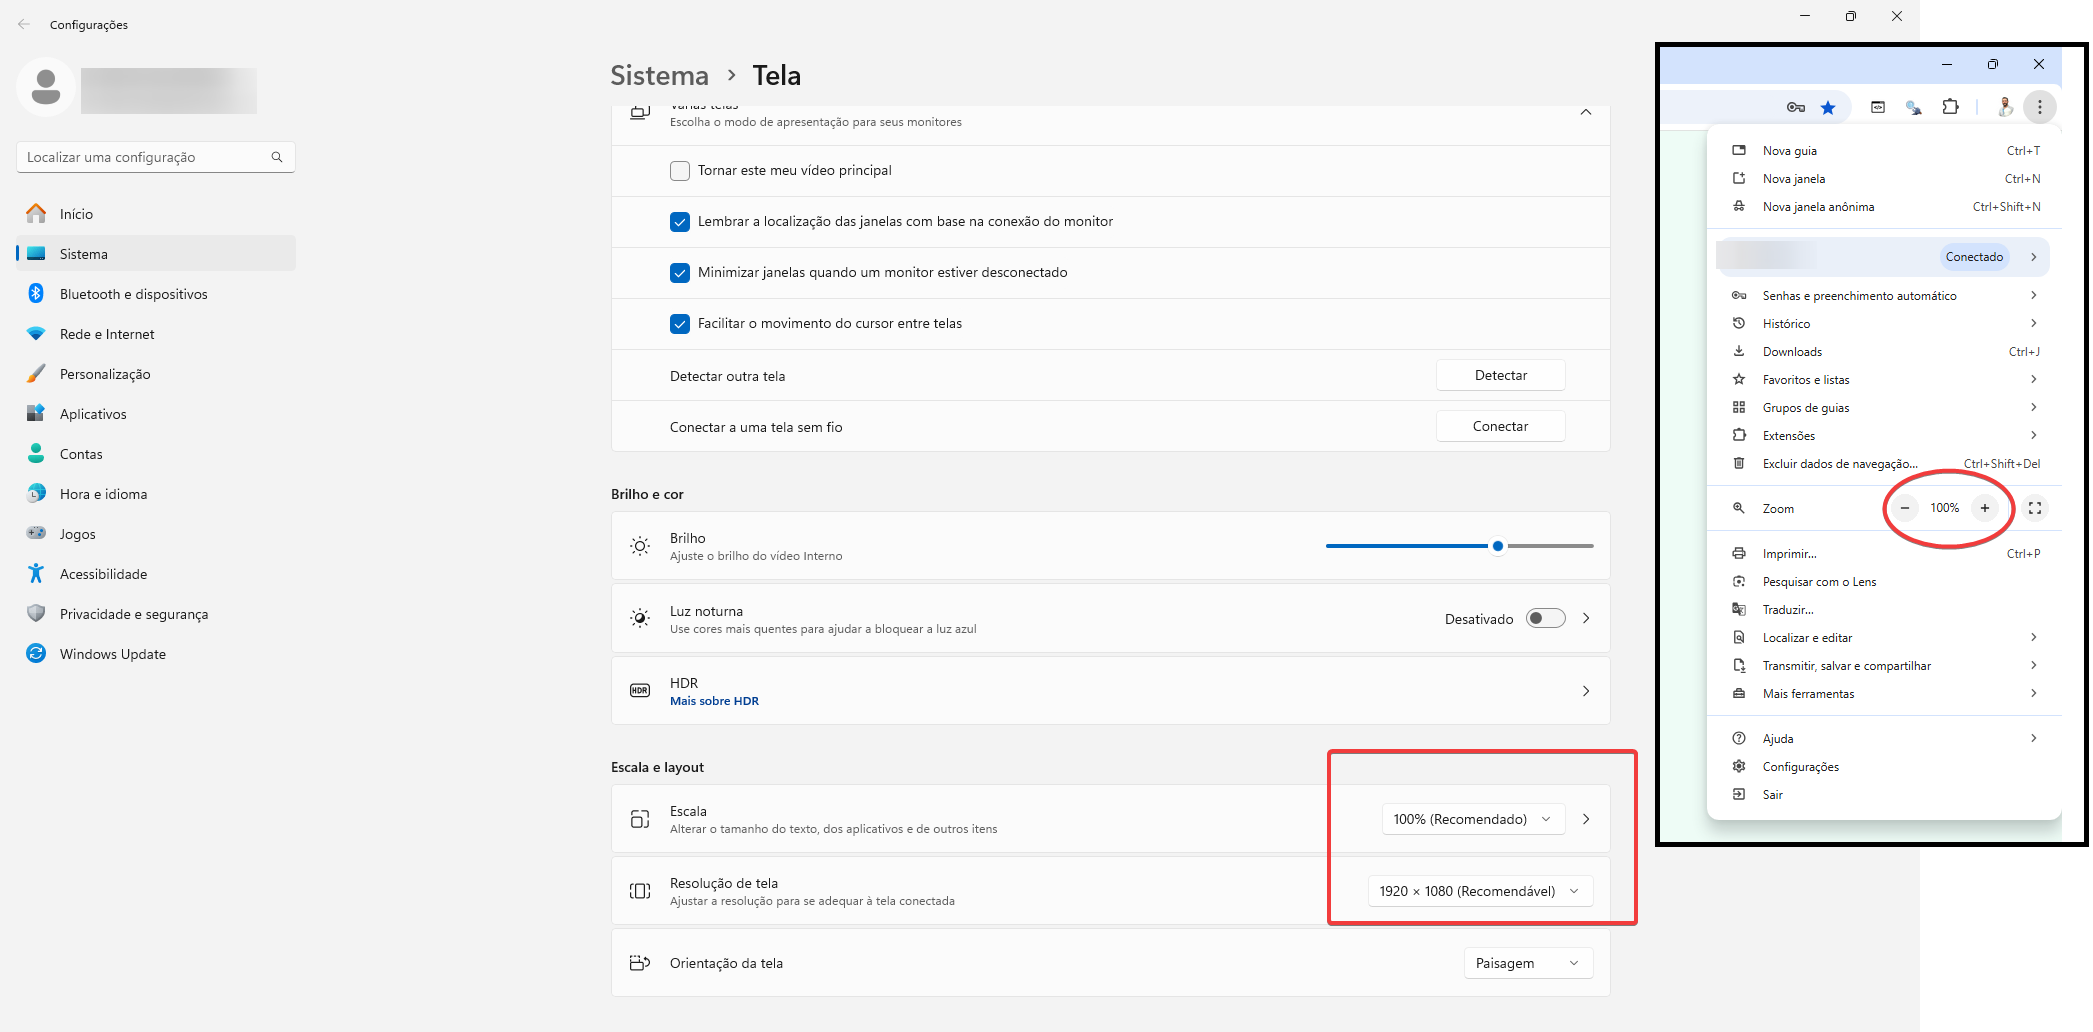 Configurações
Localizar uma configuração
Início
Sistema
Bluetooth e dispositivos
Rede e Internet
Personalização
Aplicativos
Contas
Hora e idioma
Jogos
Acessibilidade
Privacidade e segurança
Windows Update
Sistema > Tela
Várias telas
Escolha o modo de apresentação para seus monitores
Tornar este meu vídeo principal
Lembrar a localização das janelas com base na conexão do monitor
Minimizar janelas quando um monitor estiver desconectado
Facilitar o movimento do cursor entre telas
Detectar outra tela Detectar
Conectar a uma tela sem fio Conectar
Brilho e cor
Brilho
Ajuste o brilho do vídeo Interno
Luz noturna
Use cores mais quentes para ajudar a bloquear a luz azul
Desativado
HDR
HDR
Mais sobre HDR
Escala e layout
Escala
Alterar o tamanho do texto, dos aplicativos e de outros itens
100% (Recomendado)
Resolução de tela
Ajustar a resolução para se adequar à tela conectada
1920 × 1080 (Recomendável)
Orientação da tela Paisagem
Nova guia Ctrl+T
Nova janela Ctrl+N
Nova janela anônima Ctrl+Shift+N
Conectado
Senhas e preenchimento automático
Histórico
Downloads Ctrl+J
Favoritos e listas
Grupos de guias
Extensões
Excluir dados de navegação... Ctrl+Shift+Del
Zoom − 100% +
Imprimir... Ctrl+P
Pesquisar com o Lens
Traduzir...
Localizar e editar
Transmitir, salvar e compartilhar
Mais ferramentas
Ajuda
Configurações
Sair